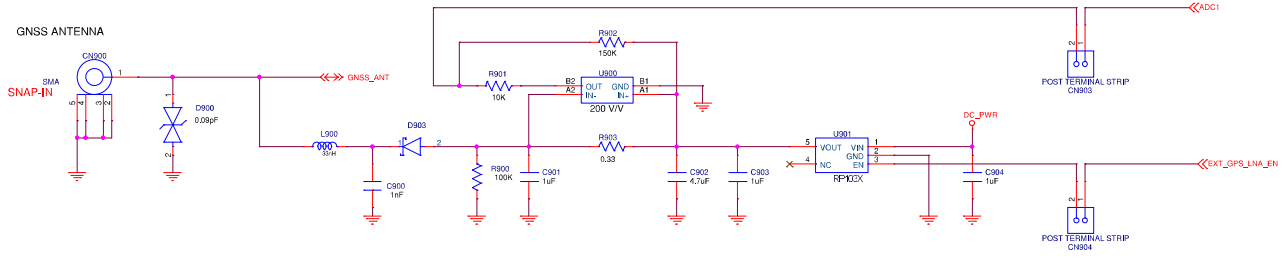 GNSS ANTENNA
CN900
SMA
SNAP-IN
1
5
4
3
2
GNSS_ANT
1
D900
0.09pF
2
L900
33nH
C900
1nF
D903
1
2
R900
100K
C901
1uF
R901
10K
R902
150K
U900
B2
OUT
GND
B1
A2
IN-
IN+
A1
200 V/V
R903
0.33
C902
4.7uF
C903
1uF
U901
5
VOUT
VIN
1
GND
2
4
NC
EN
3
RP103X
DC_PWR
C904
1uF
ADC1
2
1
POST TERMINAL STRIP
CN903
EXT_GPS_LNA_EN
2
1
POST TERMINAL STRIP
CN904